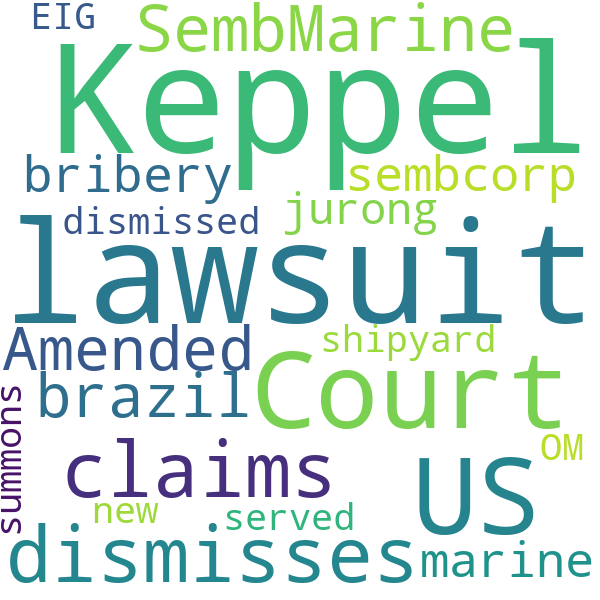 EIG
SembMarine
Keppel
bribery
sembcorp
jurong
dismissed
lawsuit
Amended
shipyard
brazil
Court
summons
claims
US
OM
new
served
dismisses
marine